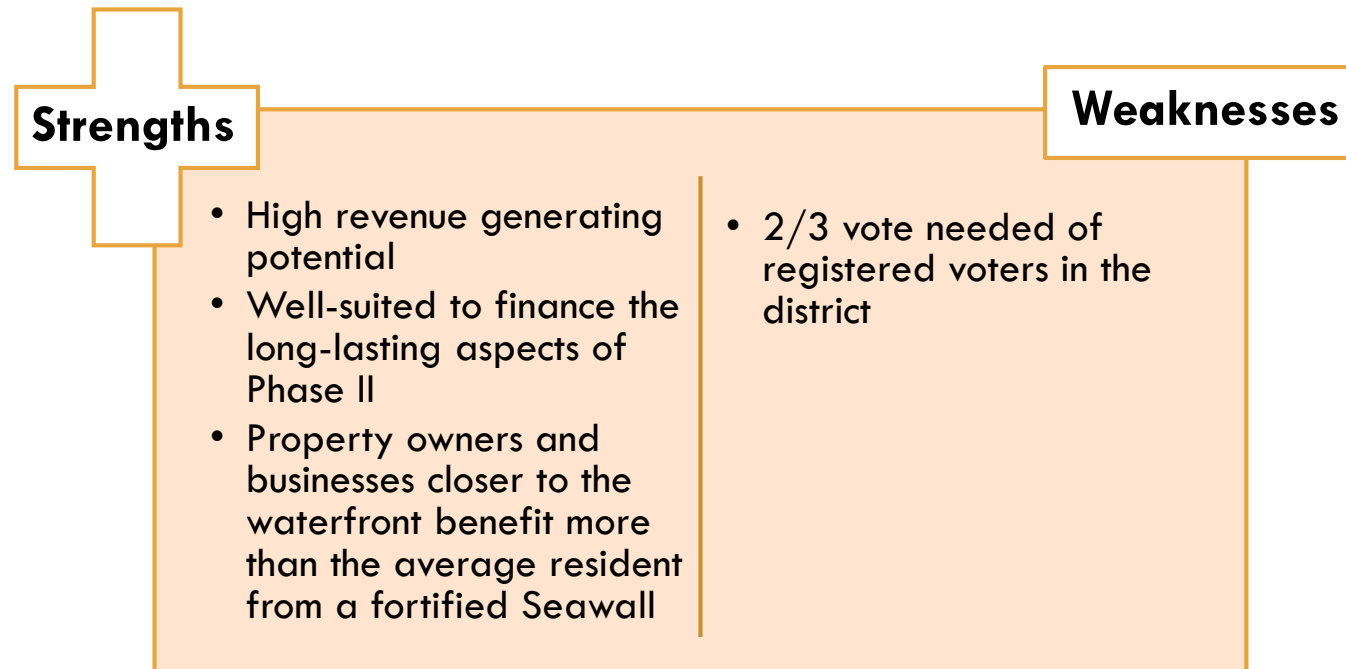 Strengths
Weaknesses
• High revenue generating
potential
• Well-suited to finance the
long-lasting aspects of
Phase II
• Property owners and
businesses closer to the
waterfront benefit more
than the average resident
from a fortified Seawall
• 2/3 vote needed of
registered voters in the
district